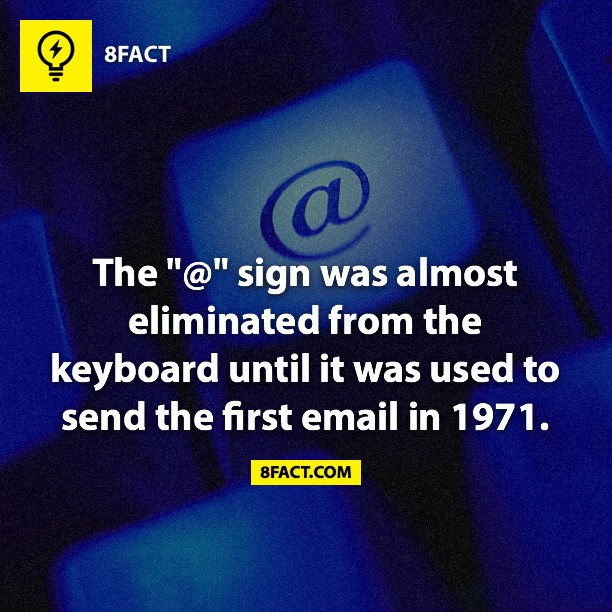 8FACT
@
The "@" sign was almost
eliminated from the
keyboard until it was used to
send the first email in 1971.
8FACT.COM